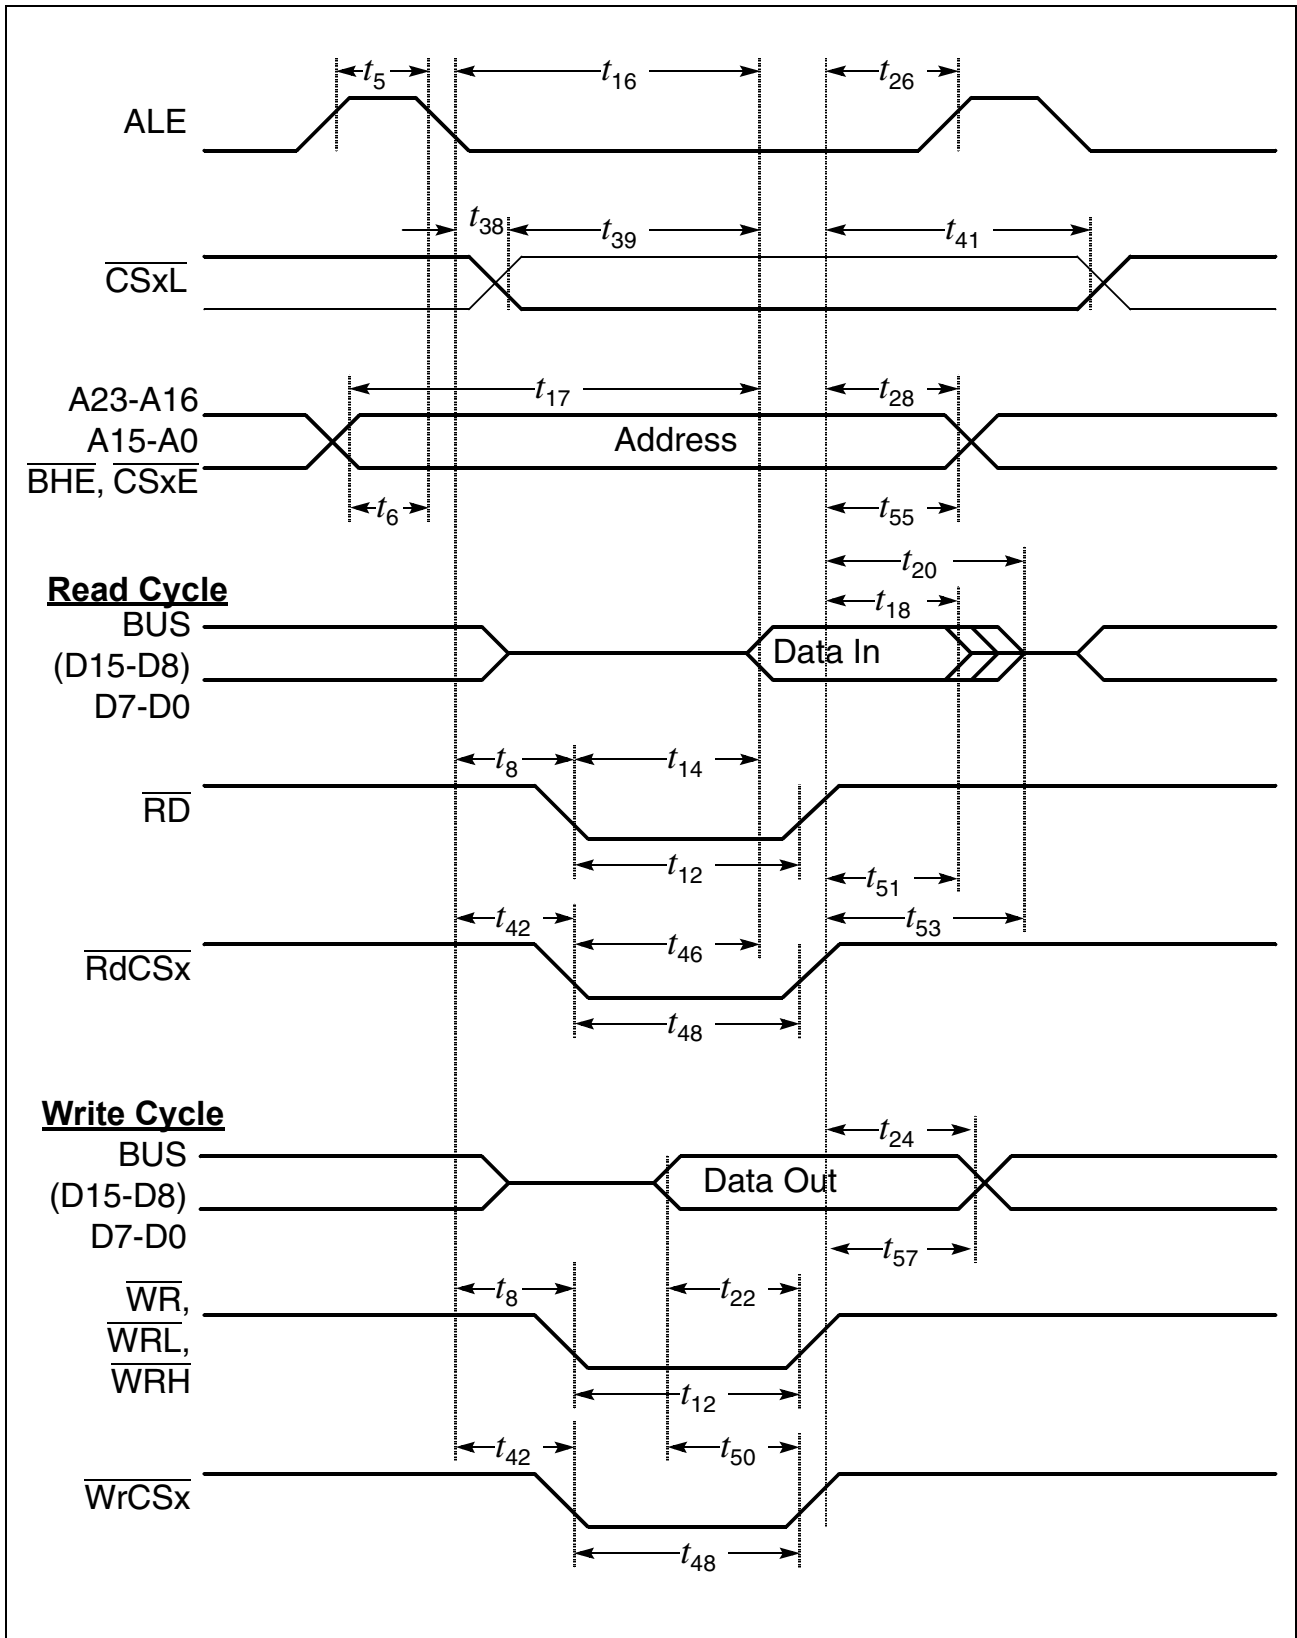 t5 t16 t26
ALE
t38 t39 t41
CSxL
t17 t28
A23-A16
A15-A0
BHE, CSxE
Address
t6 t55
t20
Read Cycle
t18
BUS
(D15-D8)
D7-D0
Data In
t8 t14
RD
t12 t51
t42 t53
t46
RdCSx
t48
Write Cycle
t24
BUS
(D15-D8)
D7-D0
Data Out
t57
t8 t22
WR,
WRL,
WRH
t12
t42 t50
WrCSx
t48